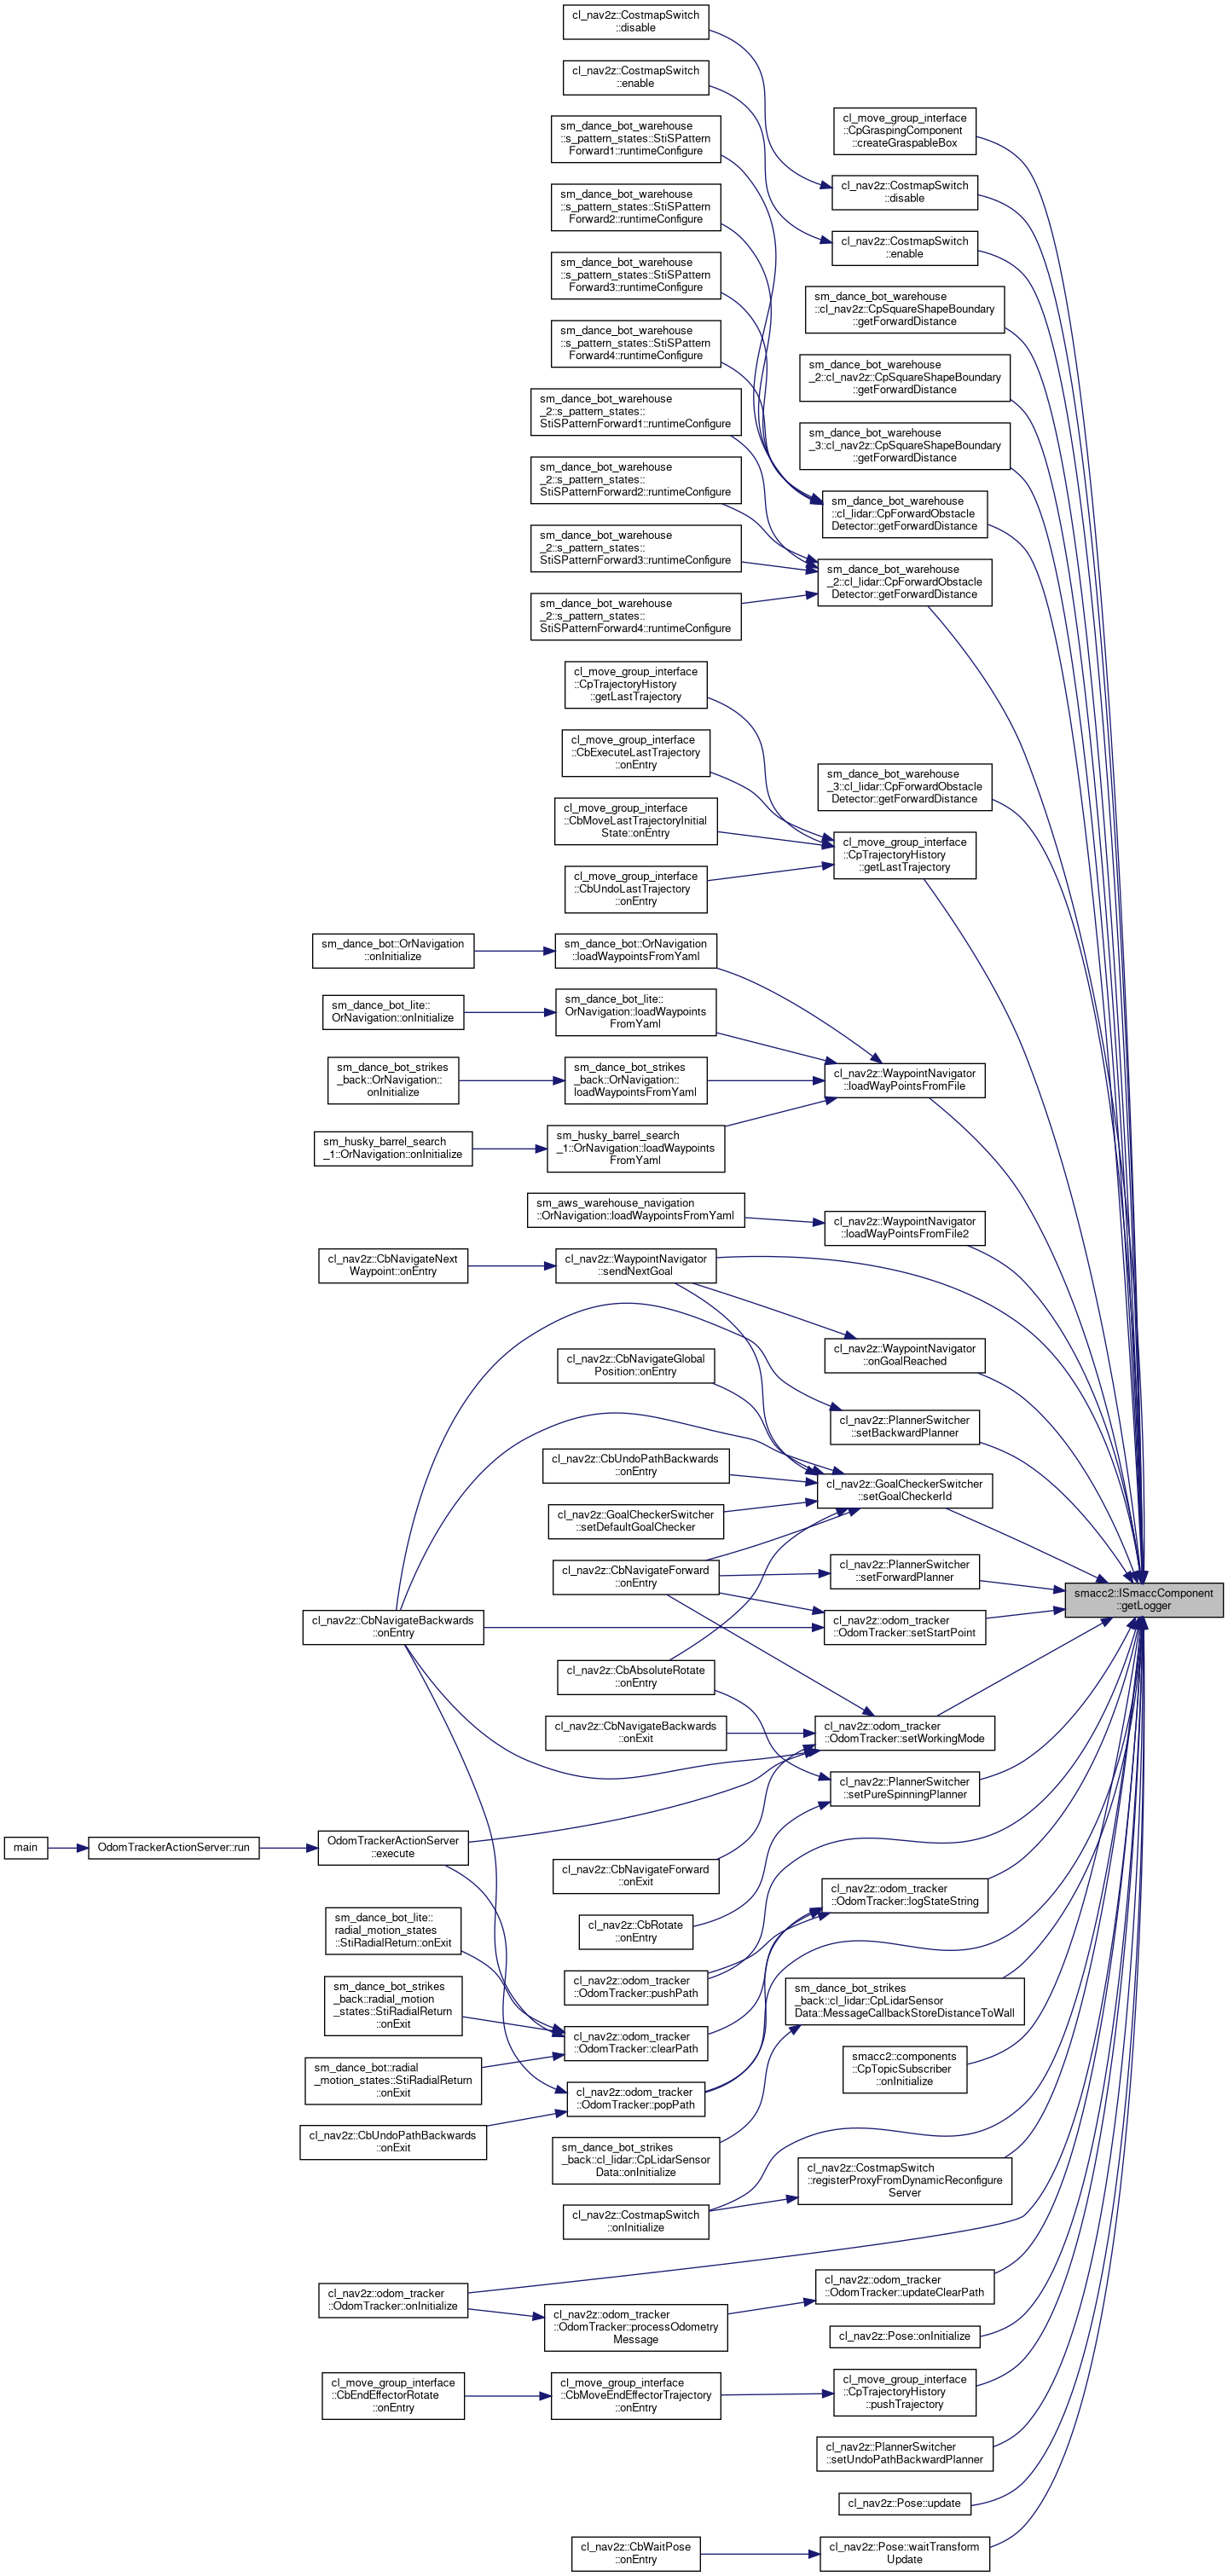 cl_nav2z::CostmapSwitch
::disable
cl_nav2z::CostmapSwitch
::enable
cl_move_group_interface
::CpGraspingComponent
::createGraspableBox
sm_dance_bot_warehouse
::s_pattern_states::StiSPattern
Forward1::runtimeConfigure
cl_nav2z::CostmapSwitch
::disable
sm_dance_bot_warehouse
::s_pattern_states::StiSPattern
Forward2::runtimeConfigure
cl_nav2z::CostmapSwitch
::enable
sm_dance_bot_warehouse
::s_pattern_states::StiSPattern
Forward3::runtimeConfigure
sm_dance_bot_warehouse
::cl_nav2z::CpSquareShapeBoundary
::getForwardDistance
sm_dance_bot_warehouse
::s_pattern_states::StiSPattern
Forward4::runtimeConfigure
sm_dance_bot_warehouse
_2::cl_nav2z::CpSquareShapeBoundary
::getForwardDistance
sm_dance_bot_warehouse
_2::s_pattern_states::
StiSPatternForward1::runtimeConfigure
sm_dance_bot_warehouse
_3::cl_nav2z::CpSquareShapeBoundary
::getForwardDistance
sm_dance_bot_warehouse
_2::s_pattern_states::
StiSPatternForward2::runtimeConfigure
sm_dance_bot_warehouse
::cl_lidar::CpForwardObstacle
Detector::getForwardDistance
sm_dance_bot_warehouse
_2::s_pattern_states::
StiSPatternForward3::runtimeConfigure
sm_dance_bot_warehouse
_2::cl_lidar::CpForwardObstacle
Detector::getForwardDistance
sm_dance_bot_warehouse
_2::s_pattern_states::
StiSPatternForward4::runtimeConfigure
cl_move_group_interface
::CpTrajectoryHistory
::getLastTrajectory
cl_move_group_interface
::CbExecuteLastTrajectory
::onEntry
sm_dance_bot_warehouse
_3::cl_lidar::CpForwardObstacle
Detector::getForwardDistance
cl_move_group_interface
::CbMoveLastTrajectoryInitial
State::onEntry
cl_move_group_interface
::CpTrajectoryHistory
::getLastTrajectory
cl_move_group_interface
::CbUndoLastTrajectory
::onEntry
sm_dance_bot::OrNavigation
::onInitialize
sm_dance_bot::OrNavigation
::loadWaypointsFromYaml
sm_dance_bot_lite::
OrNavigation::onInitialize
sm_dance_bot_lite::
OrNavigation::loadWaypoints
FromYaml
sm_dance_bot_strikes
_back::OrNavigation::
onInitialize
sm_dance_bot_strikes
_back::OrNavigation::
loadWaypointsFromYaml
cl_nav2z::WaypointNavigator
::loadWayPointsFromFile
sm_husky_barrel_search
_1::OrNavigation::onInitialize
sm_husky_barrel_search
_1::OrNavigation::loadWaypoints
FromYaml
sm_aws_warehouse_navigation
::OrNavigation::loadWaypointsFromYaml
cl_nav2z::WaypointNavigator
::loadWayPointsFromFile2
cl_nav2z::CbNavigateNext
Waypoint::onEntry
cl_nav2z::WaypointNavigator
::sendNextGoal
cl_nav2z::WaypointNavigator
::onGoalReached
cl_nav2z::CbNavigateGlobal
Position::onEntry
cl_nav2z::PlannerSwitcher
::setBackwardPlanner
cl_nav2z::CbUndoPathBackwards
::onEntry
cl_nav2z::GoalCheckerSwitcher
::setGoalCheckerId
cl_nav2z::GoalCheckerSwitcher
::setDefaultGoalChecker
cl_nav2z::CbNavigateForward
::onEntry
cl_nav2z::PlannerSwitcher
::setForwardPlanner
smacc2::ISmaccComponent
::getLogger
cl_nav2z::CbNavigateBackwards
::onEntry
cl_nav2z::odom_tracker
::OdomTracker::setStartPoint
cl_nav2z::CbAbsoluteRotate
::onEntry
cl_nav2z::CbNavigateBackwards
::onExit
cl_nav2z::odom_tracker
::OdomTracker::setWorkingMode
cl_nav2z::PlannerSwitcher
::setPureSpinningPlanner
main
OdomTrackerActionServer::run
OdomTrackerActionServer
::execute
cl_nav2z::CbNavigateForward
::onExit
cl_nav2z::odom_tracker
::OdomTracker::logStateString
sm_dance_bot_lite::
radial_motion_states
::StiRadialReturn::onExit
cl_nav2z::CbRotate
::onEntry
cl_nav2z::odom_tracker
::OdomTracker::pushPath
sm_dance_bot_strikes
_back::radial_motion
_states::StiRadialReturn
::onExit
sm_dance_bot_strikes
_back::cl_lidar::CpLidarSensor
Data::MessageCallbackStoreDistanceToWall
cl_nav2z::odom_tracker
::OdomTracker::clearPath
smacc2::components
::CpTopicSubscriber
::onInitialize
sm_dance_bot::radial
_motion_states::StiRadialReturn
::onExit
cl_nav2z::odom_tracker
::OdomTracker::popPath
cl_nav2z::CbUndoPathBackwards
::onExit
sm_dance_bot_strikes
_back::cl_lidar::CpLidarSensor
Data::onInitialize
cl_nav2z::CostmapSwitch
::registerProxyFromDynamicReconfigure
Server
cl_nav2z::CostmapSwitch
::onInitialize
cl_nav2z::odom_tracker
::OdomTracker::updateClearPath
cl_nav2z::odom_tracker
::OdomTracker::onInitialize
cl_nav2z::odom_tracker
::OdomTracker::processOdometry
Message
cl_nav2z::Pose::onInitialize
cl_move_group_interface
::CbEndEffectorRotate
::onEntry
cl_move_group_interface
::CbMoveEndEffectorTrajectory
::onEntry
cl_move_group_interface
::CpTrajectoryHistory
::pushTrajectory
cl_nav2z::PlannerSwitcher
::setUndoPathBackwardPlanner
cl_nav2z::Pose::update
cl_nav2z::CbWaitPose
::onEntry
cl_nav2z::Pose::waitTransform
Update